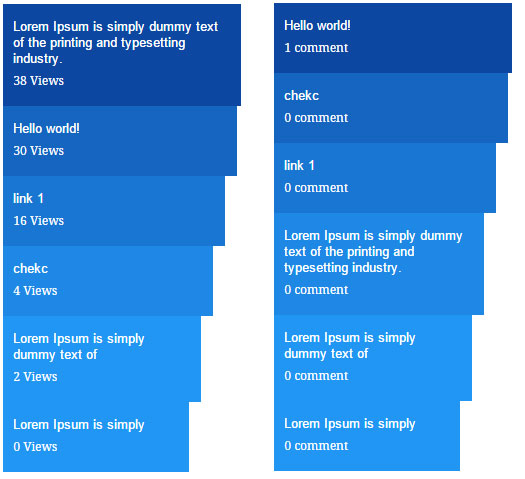 Lorem Ipsum is simply dummy text
of the printing and typesetting
industry.
38 Views
Hello world!
30 Views
link 1
16 Views
chekc
4 Views
Lorem Ipsum is simply
dummy text of
2 Views
Lorem Ipsum is simply
0 Views
Hello world!
1 comment
chekc
0 comment
link 1
0 comment
Lorem Ipsum is simply dummy
text of the printing and
typesetting industry.
0 comment
Lorem Ipsum is simply
dummy text of
0 comment
Lorem Ipsum is simply
0 comment